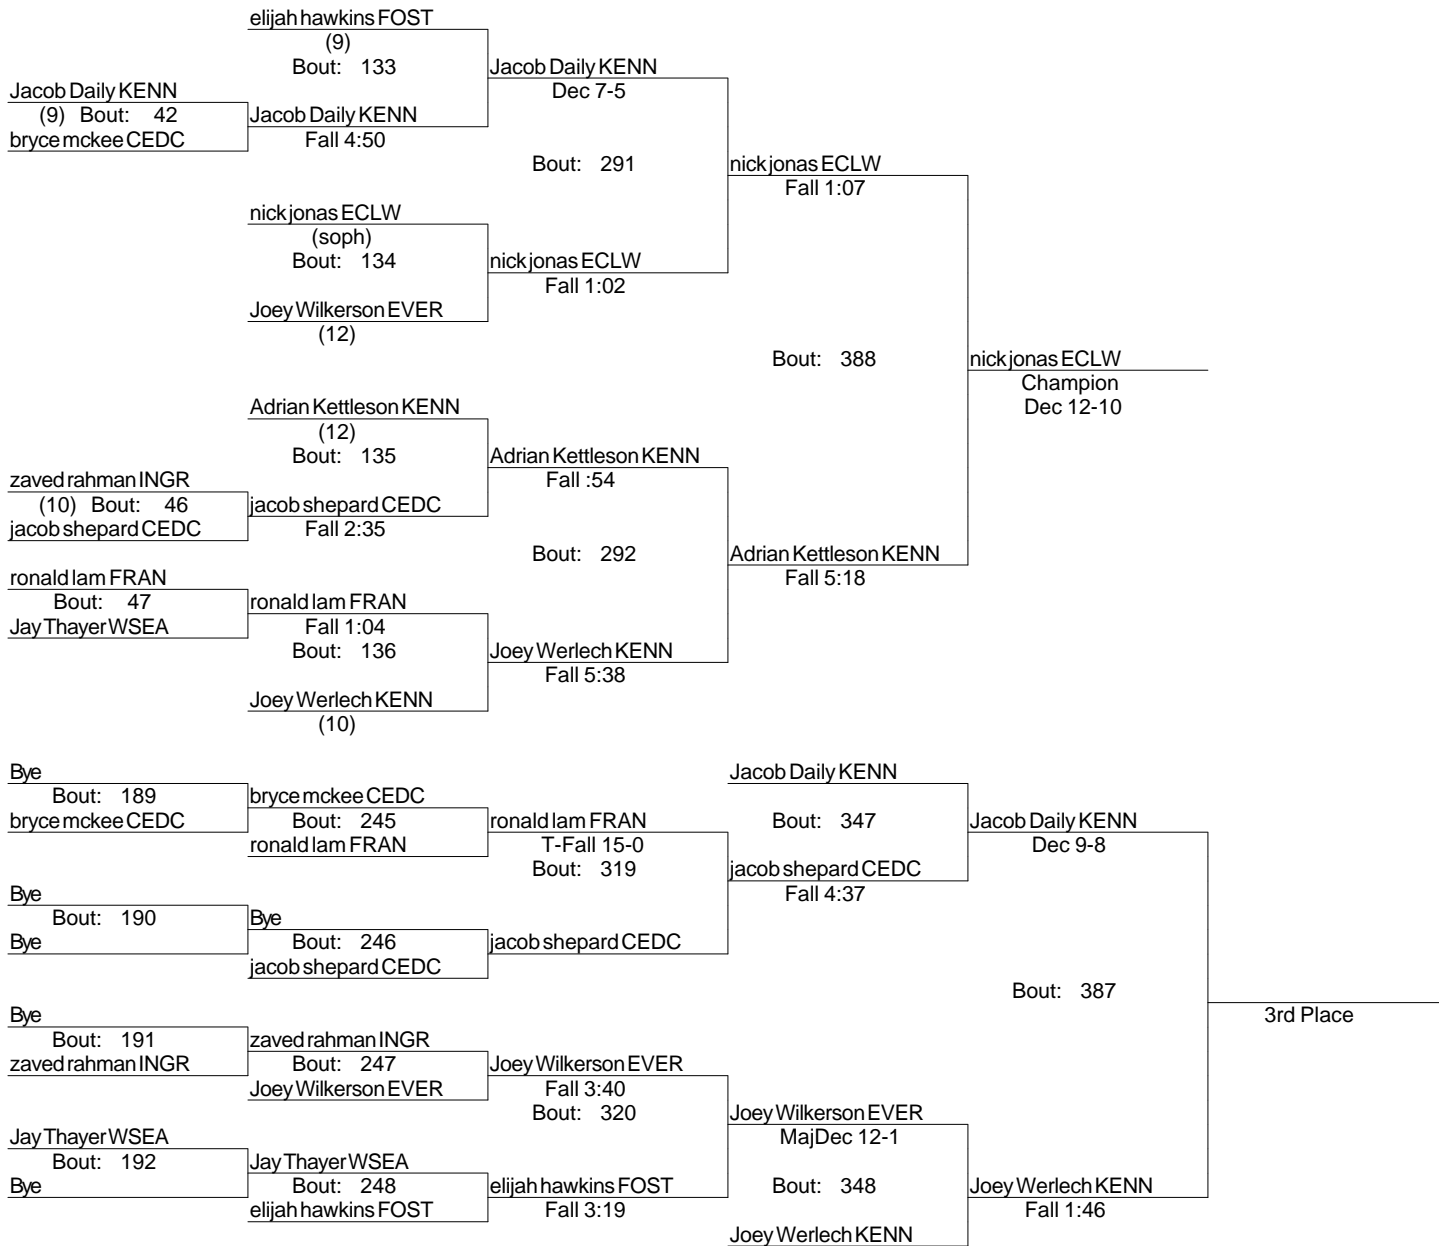 elijah hawkins FOST
(9)
Bout: 133
Jacob Daily KENN
Jacob Daily KENN
Dec 7-5
(9) Bout: 42
Jacob Daily KENN
bryce mckee CEDC
Fall 4:50
Bout: 291
nick jonas ECLW
Fall 1:07
nick jonas ECLW
(soph)
Bout: 134
nick jonas ECLW
Fall 1:02
Joey Wilkerson EVER
(12)
Bout: 388
nick jonas ECLW
Champion
Dec 12-10
Adrian Kettleson KENN
(12)
Bout: 135
Adrian Kettleson KENN
Fall :54
zaved rahman INGR
(10) Bout: 46
jacob shepard CEDC
jacob shepard CEDC
Fall 2:35
Bout: 292
Adrian Kettleson KENN
Fall 5:18
ronald lam FRAN
Bout: 47
ronald lam FRAN
Jay Thayer WSEA
Fall 1:04
Bout: 136
Joey Werlech KENN
Fall 5:38
Joey Werlech KENN
(10)
Bye
Jacob Daily KENN
Bout: 189
bryce mckee CEDC
bryce mckee CEDC
Bout: 245
ronald lam FRAN
Bout: 347
Jacob Daily KENN
ronald lam FRAN
T-Fall 15-0
Dec 9-8
Bout: 319
jacob shepard CEDC
Fall 4:37
Bye
Bout: 190
Bye
Bye
Bout: 246
jacob shepard CEDC
jacob shepard CEDC
Bout: 387
3rd Place
Bye
Bout: 191
zaved rahman INGR
zaved rahman INGR
Bout: 247
Joey Wilkerson EVER
Joey Wilkerson EVER
Fall 3:40
Bout: 320
Joey Wilkerson EVER
MajDec 12-1
Jay Thayer WSEA
Bout: 192
Jay Thayer WSEA
Bye
Bout: 248
elijah hawkins FOST
Bout: 348
Joey Werlech KENN
elijah hawkins FOST
Fall 3:19
Fall 1:46
Joey Werlech KENN